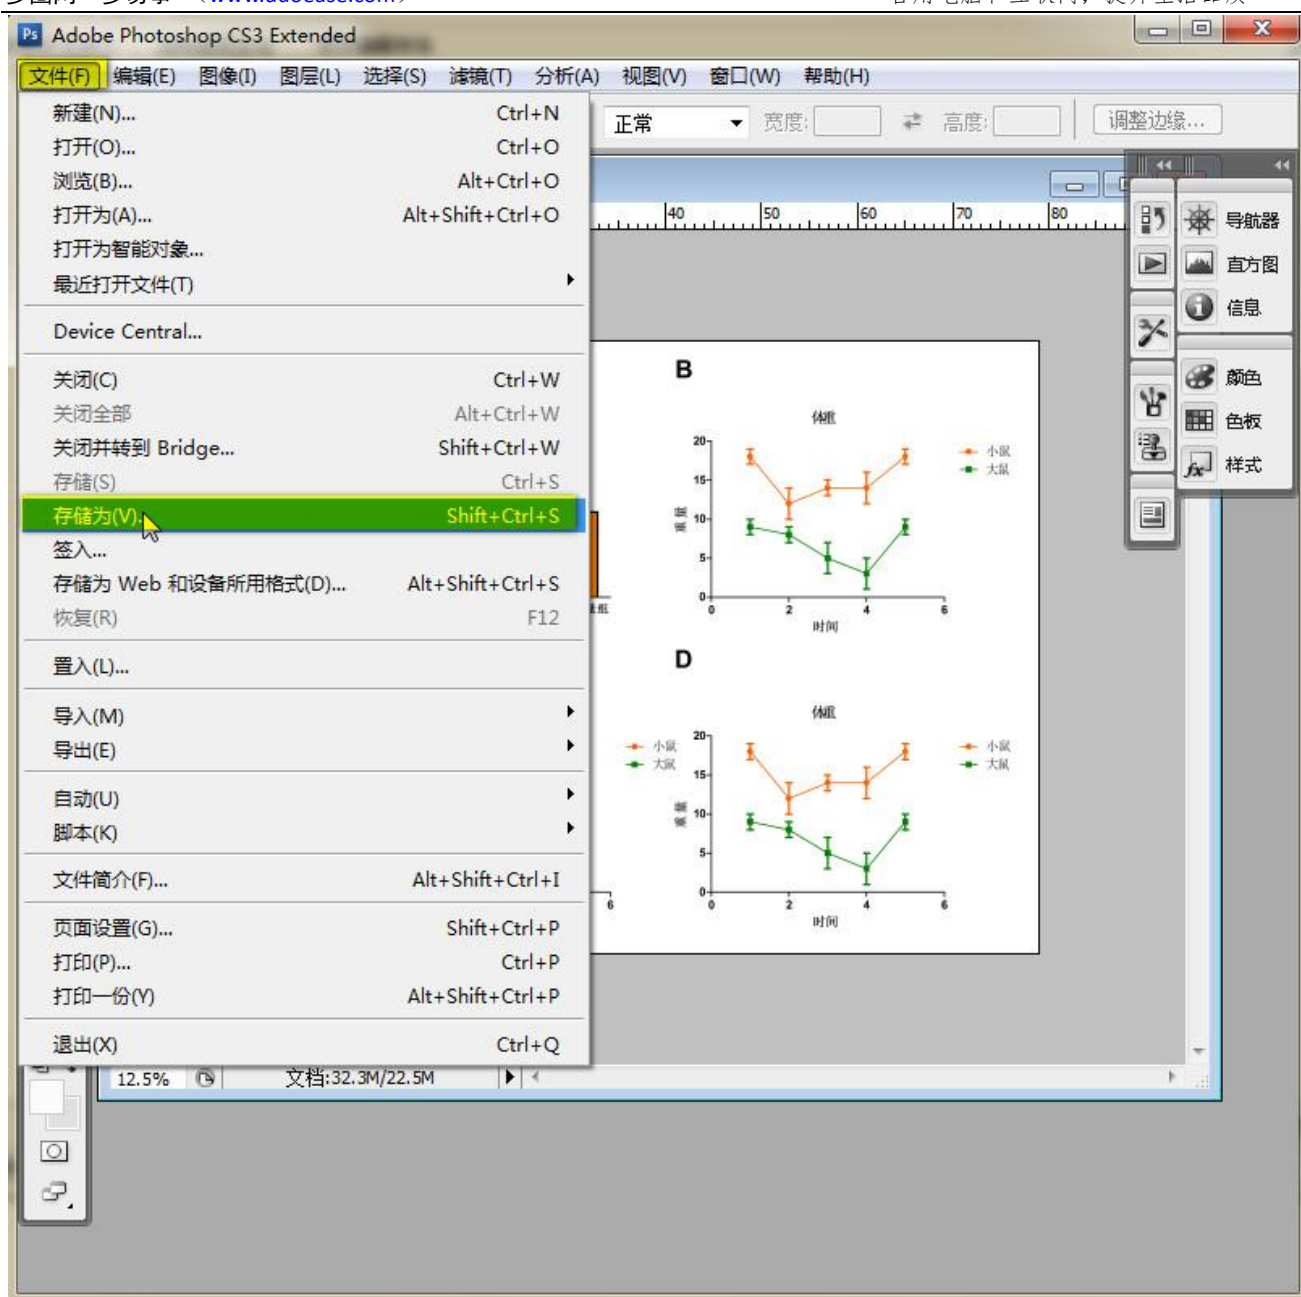 Adobe Photoshop CS3 Extended
文件(F) 编辑(E) 图像(I) 图层(L) 选择(S) 滤镜(T) 分析(A) 视图(V) 窗口(W) 帮助(H)
正常 宽度: 高度: 调整边缘...
新建(N)... Ctrl+N
打开(O)... Ctrl+O
浏览(B)... Alt+Ctrl+O
打开为(A)... Alt+Shift+Ctrl+O
打开为智能对象...
最近打开文件(T)
Device Central...
关闭(C) Ctrl+W
关闭全部 Alt+Ctrl+W
关闭并转到 Bridge... Shift+Ctrl+W
存储(S) Ctrl+S
存储为(V)... Shift+Ctrl+S
签入...
存储为 Web 和设备所用格式(D)... Alt+Shift+Ctrl+S
恢复(R) F12
置入(L)...
导入(M)
导出(E)
自动(U)
脚本(K)
文件简介(F)... Alt+Shift+Ctrl+I
页面设置(G)... Shift+Ctrl+P
打印(P)... Ctrl+P
打印一份(Y) Alt+Shift+Ctrl+P
退出(X) Ctrl+Q
40 50 60 70 80
导航器
直方图
信息
颜色
色板
样式
B
体重
小鼠
大鼠
重量
20
15
10
5
0
0 2 4 6
时间
D
体重
小鼠
大鼠
小鼠
大鼠
重量
20
15
10
5
0
6
0 2 4 6
时间
12.5% 文档:32.3M/22.5M